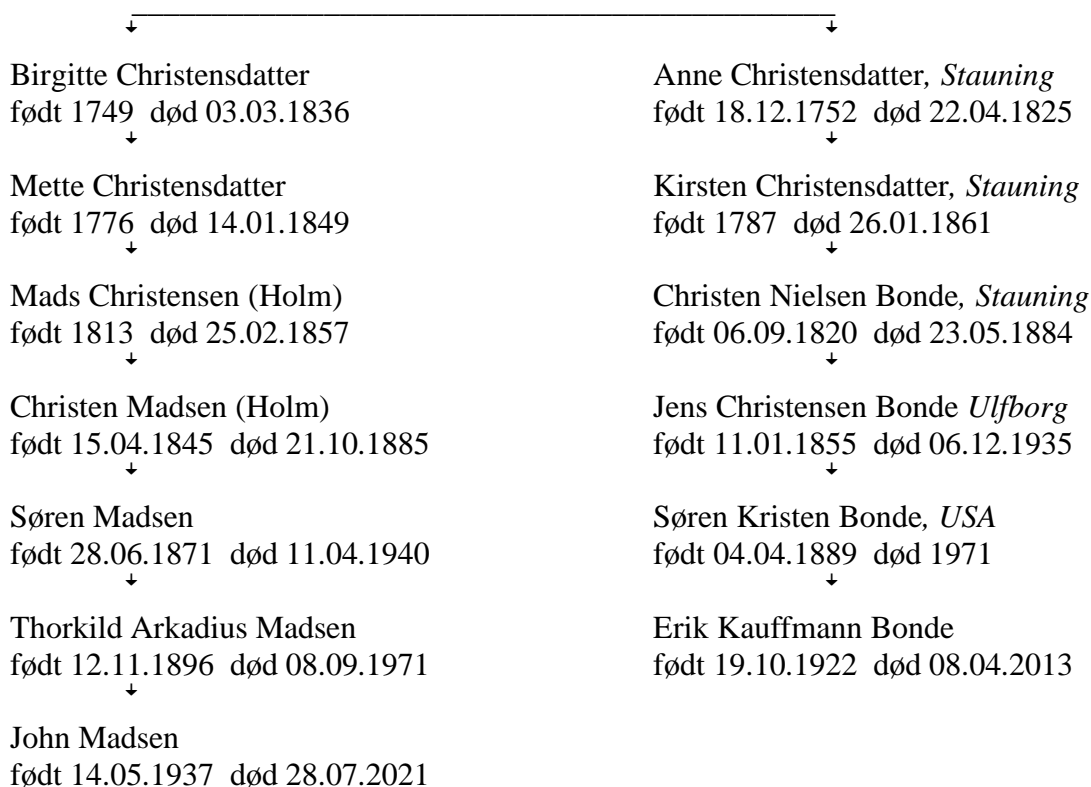 Birgitte Christensdatter
født 1749 død 03.03.1836
Mette Christensdatter
født 1776 død 14.01.1849
Mads Christensen (Holm)
født 1813 død 25.02.1857
Christen Madsen (Holm)
født 15.04.1845 død 21.10.1885
Søren Madsen
født 28.06.1871 død 11.04.1940
Thorkild Arkadius Madsen
født 12.11.1896 død 08.09.1971
John Madsen
født 14.05.1937 død 28.07.2021
Anne Christensdatter, Stauning
født 18.12.1752 død 22.04.1825
Kirsten Christensdatter, Stauning
født 1787 død 26.01.1861
Christen Nielsen Bonde, Stauning
født 06.09.1820 død 23.05.1884
Jens Christensen Bonde Ulfborg
født 11.01.1855 død 06.12.1935
Søren Kristen Bonde, USA
født 04.04.1889 død 1971
Erik Kauffmann Bonde
født 19.10.1922 død 08.04.2013